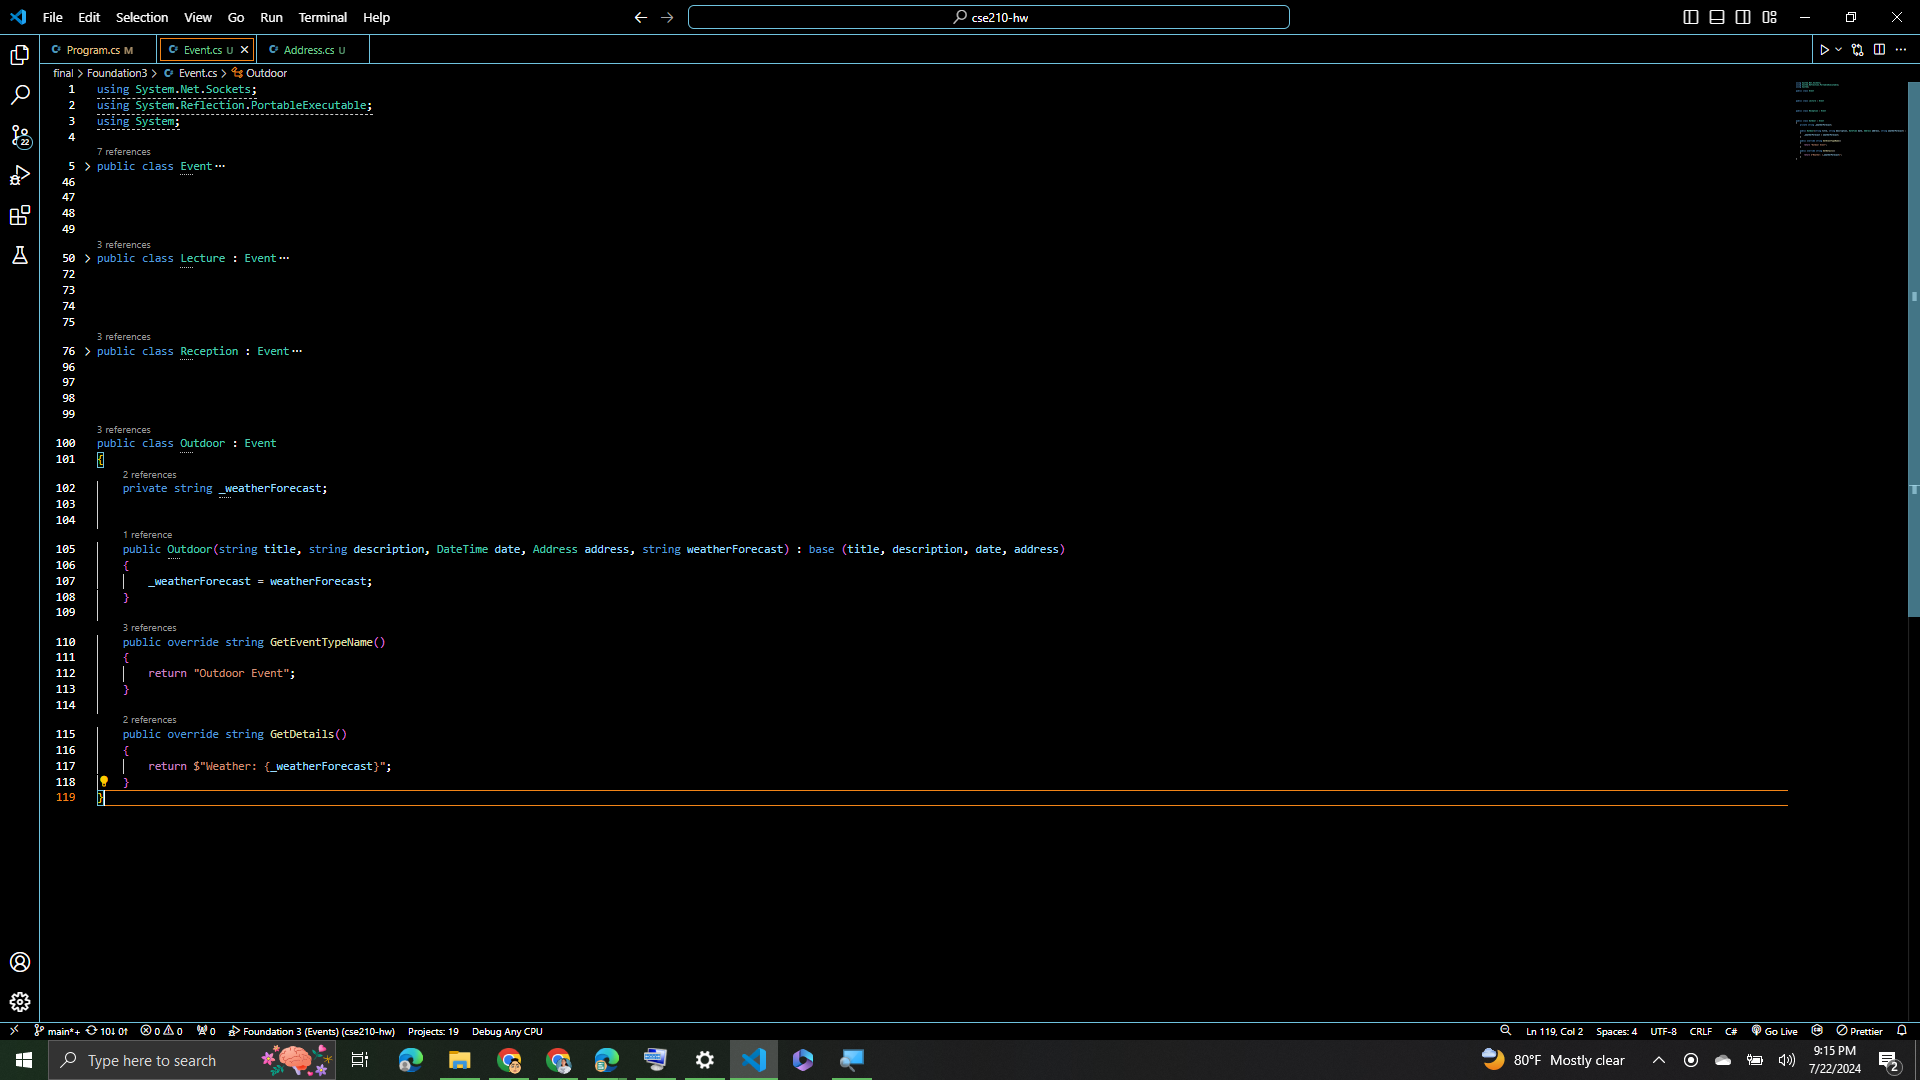 File Edit Selection View Go Run Terminal Help
cse210-hw
Program.cs M
Event.cs U
Address.cs U
final > Foundation3 > Event.cs > Outdoor
1 using System.Net.Sockets;
2 using System.Reflection.PortableExecutable;
3 using System;
4
7 references
5 public class Event ...
46
47
48
49
3 references
50 public class Lecture : Event ...
72
73
74
75
3 references
76 public class Reception : Event ...
96
97
98
99
3 references
100 public class Outdoor : Event
101 {
2 references
102 private string _weatherForecast;
103
104
1 reference
105 public Outdoor(string title, string description, DateTime date, Address address, string weatherForecast) : base (title, description, date, address)
106 {
107 _weatherForecast = weatherForecast;
108 }
109
3 references
110 public override string GetEventTypeName()
111 {
112 return "Outdoor Event";
113 }
114
2 references
115 public override string GetDetails()
116 {
117 return $"Weather: {_weatherForecast}";
118 }
119 }
22
main*+ 10↓ 0↑ 0 0 0 Foundation 3 (Events) (cse210-hw) Projects: 19 Debug Any CPU
Ln 119, Col 2 Spaces: 4 UTF-8 CRLF C# Go Live Prettier
Type here to search
80°F Mostly clear
9:15 PM
7/22/2024
2